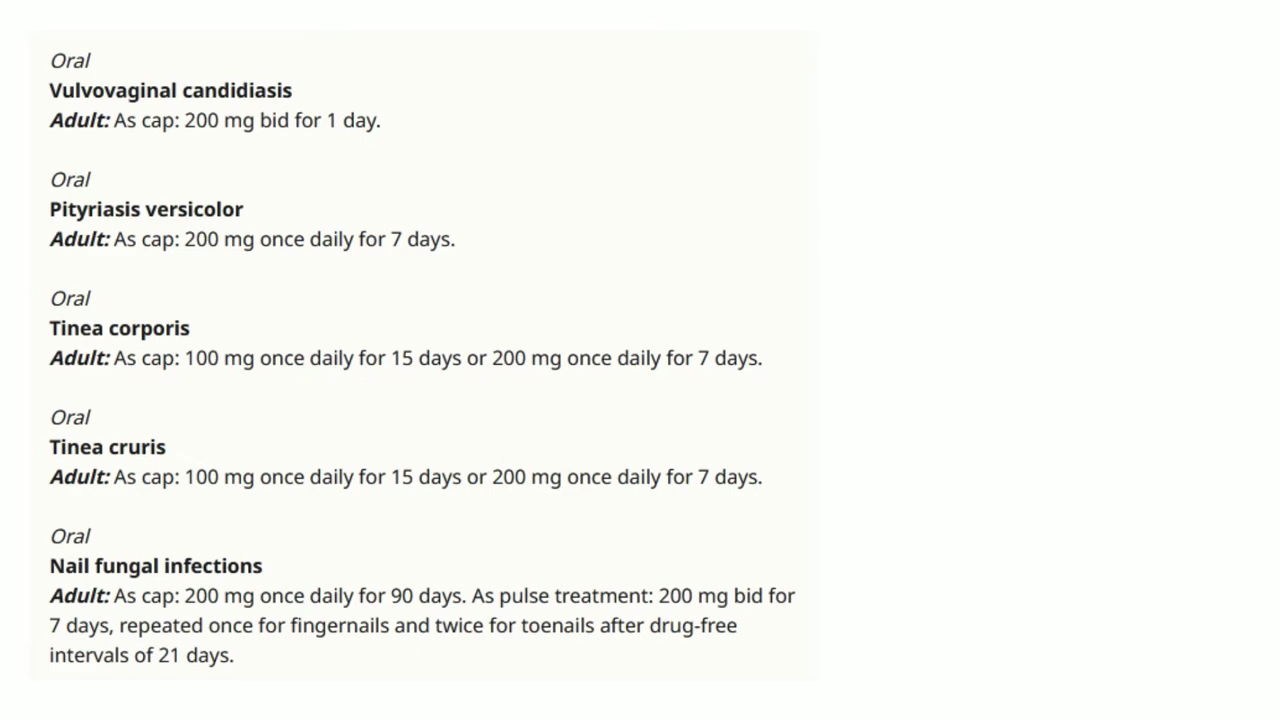 Oral
Vulvovaginal candidiasis
Adult: As cap: 200 mg bid for 1 day.
Oral
Pityriasis versicolor
Adult: As cap: 200 mg once daily for 7 days.
Oral
Tinea corporis
Adult: As cap: 100 mg once daily for 15 days or 200 mg once daily for 7 days.
Oral
Tinea cruris
Adult: As cap: 100 mg once daily for 15 days or 200 mg once daily for 7 days.
Oral
Nail fungal infections
Adult: As cap: 200 mg once daily for 90 days. As pulse treatment: 200 mg bid for
7 days, repeated once for fingernails and twice for toenails after drug-free
intervals of 21 days.